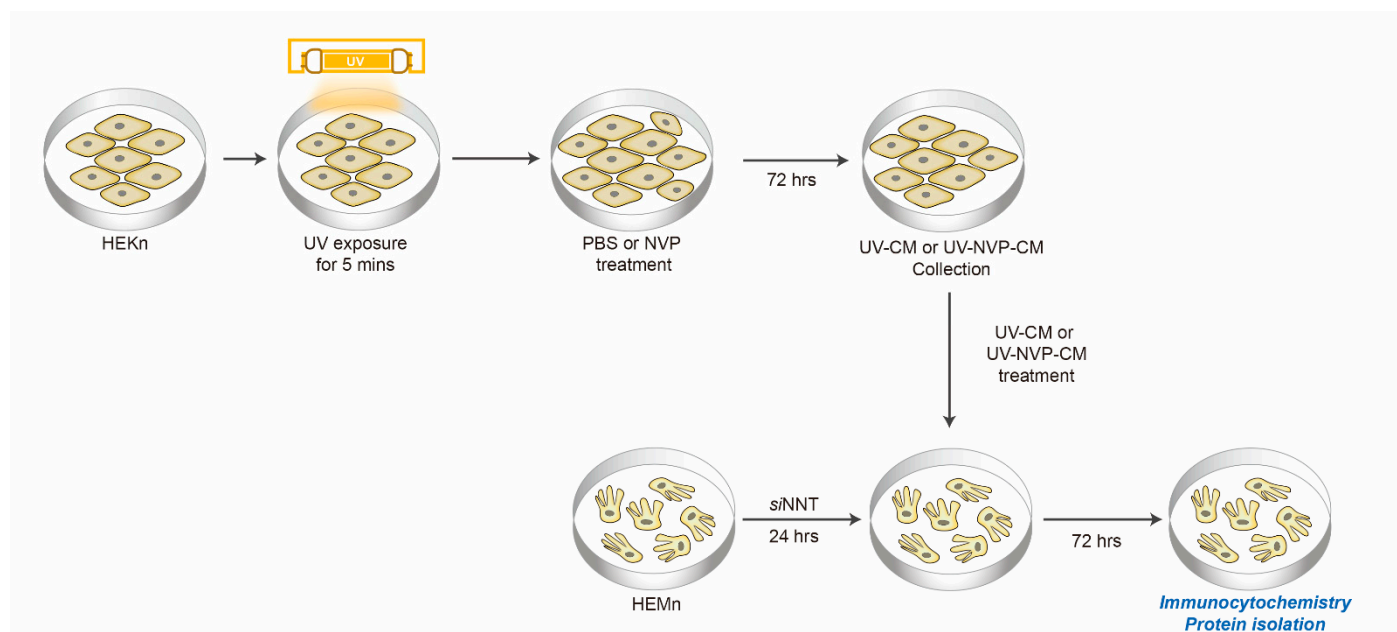 UV
HEKn
UV exposure
for 5 mins
PBS or NVP
treatment
72 hrs
UV-CM or UV-NVP-CM
Collection
UV-CM or
UV-NVP-CM
treatment
HEMn
siNNT
24 hrs
72 hrs
Immunocytochemistry
Protein isolation